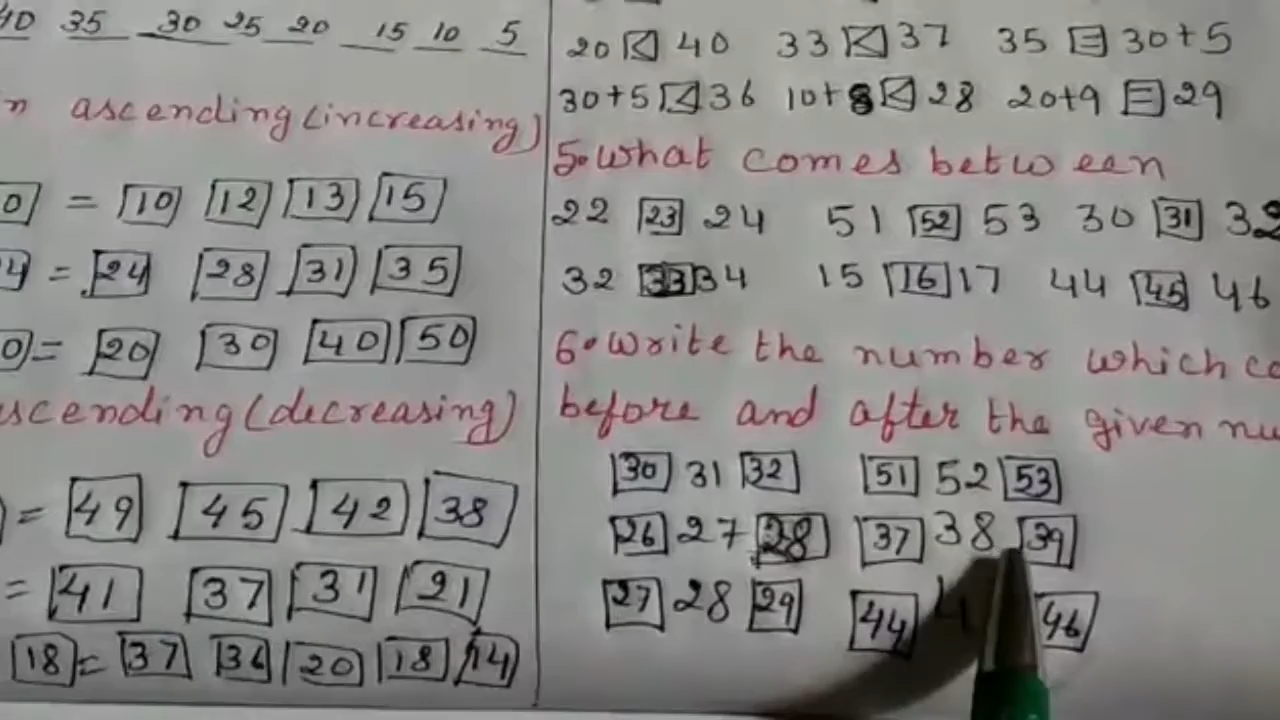 40 35 30 25 20 15 10 5
ascending (increasing)
0 = 10 12 13 15
4 = 24 28 31 35
0 = 20 30 40 50
scending (decreasing)
= 49 45 42 38
= 41 37 31 21
18 = 37 36 20 18 14
20 < 40 33 < 37 35 = 30+5
30+5 < 36 10+8 < 28 20+9 = 29
5. what comes between
22 23 24 51 52 53 30 31 32
32 33 34 15 16 17 44 45 46
6. write the number which co
before and after the given nu
30 31 32 51 52 53
26 27 28 37 38 39
27 28 29 44 4 46